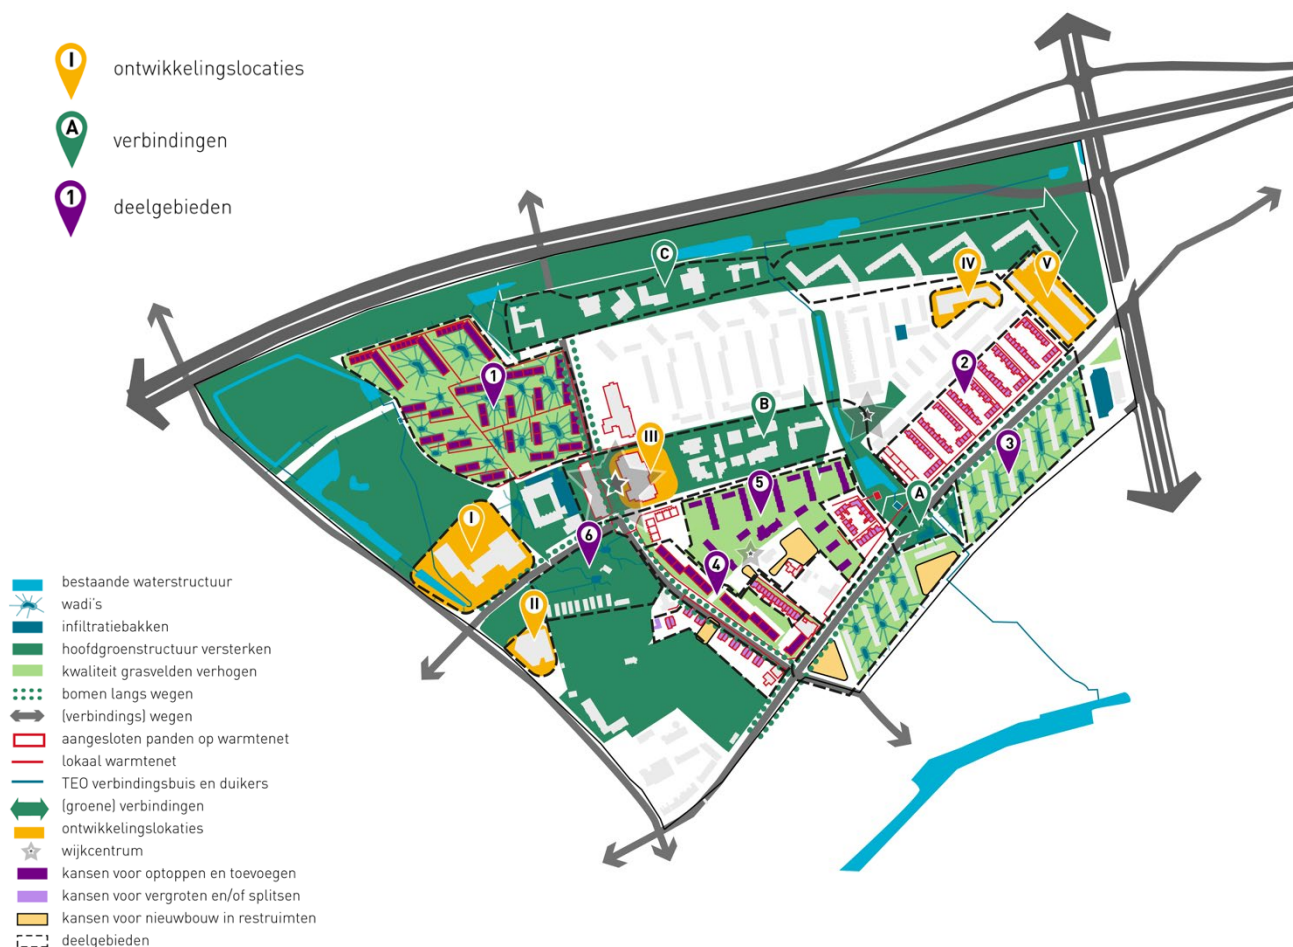 I
ontwikkelingslocaties
A
verbindingen
1
deelgebieden
C
IV
V
1
2
B
III
3
5
I
A
6
4
II
bestaande waterstructuur
wadi's
infiltratiebakken
hoofdgroenstructuur versterken
kwaliteit grasvelden verhogen
bomen langs wegen
(verbindings) wegen
aangesloten panden op warmtenet
lokaal warmtenet
TEO verbindingsbuis en duikers
(groene) verbindingen
ontwikkelingslokaties
wijkcentrum
kansen voor optoppen en toevoegen
kansen voor vergroten en/of splitsen
kansen voor nieuwbouw in restruimten
deelgebieden